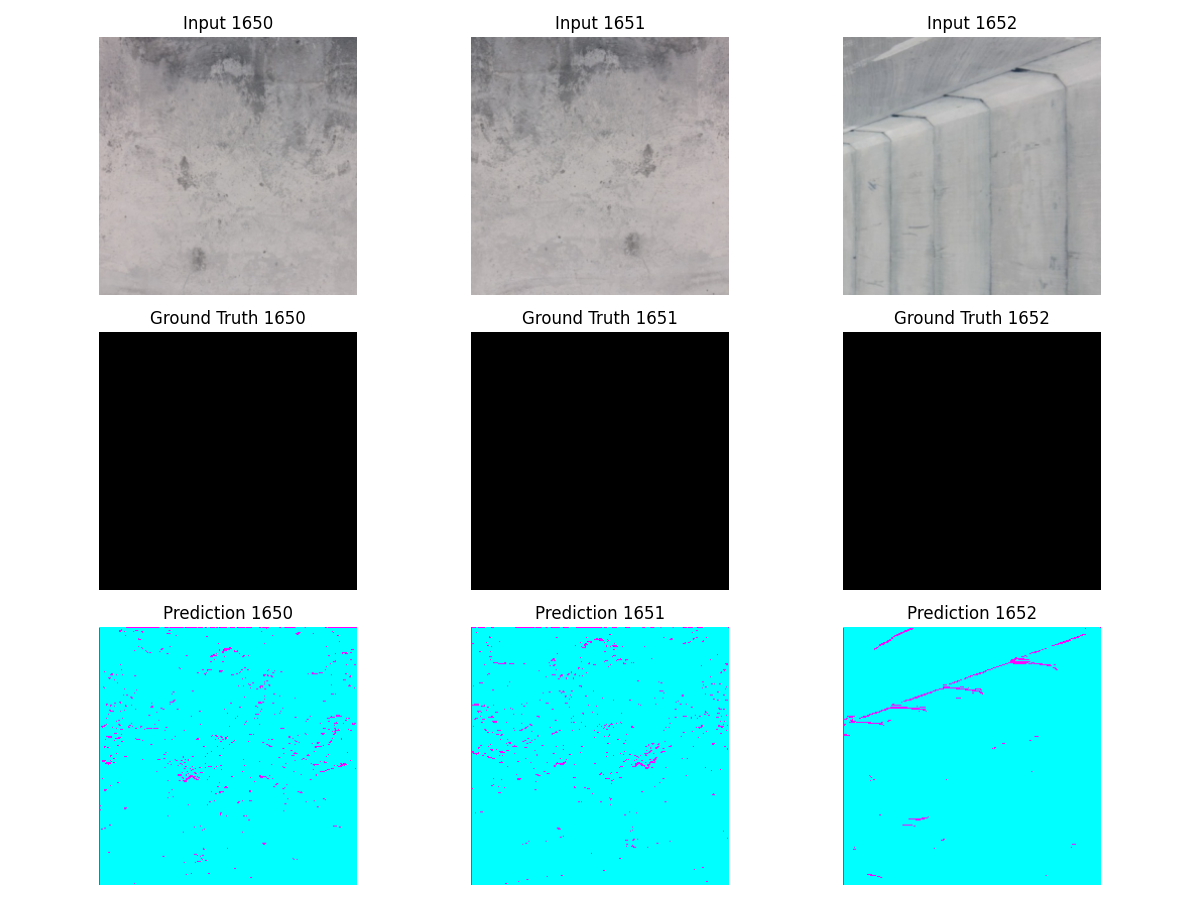 Input 1650
Input 1651
Input 1652
Ground Truth 1650
Ground Truth 1651
Ground Truth 1652
Prediction 1650
Prediction 1651
Prediction 1652